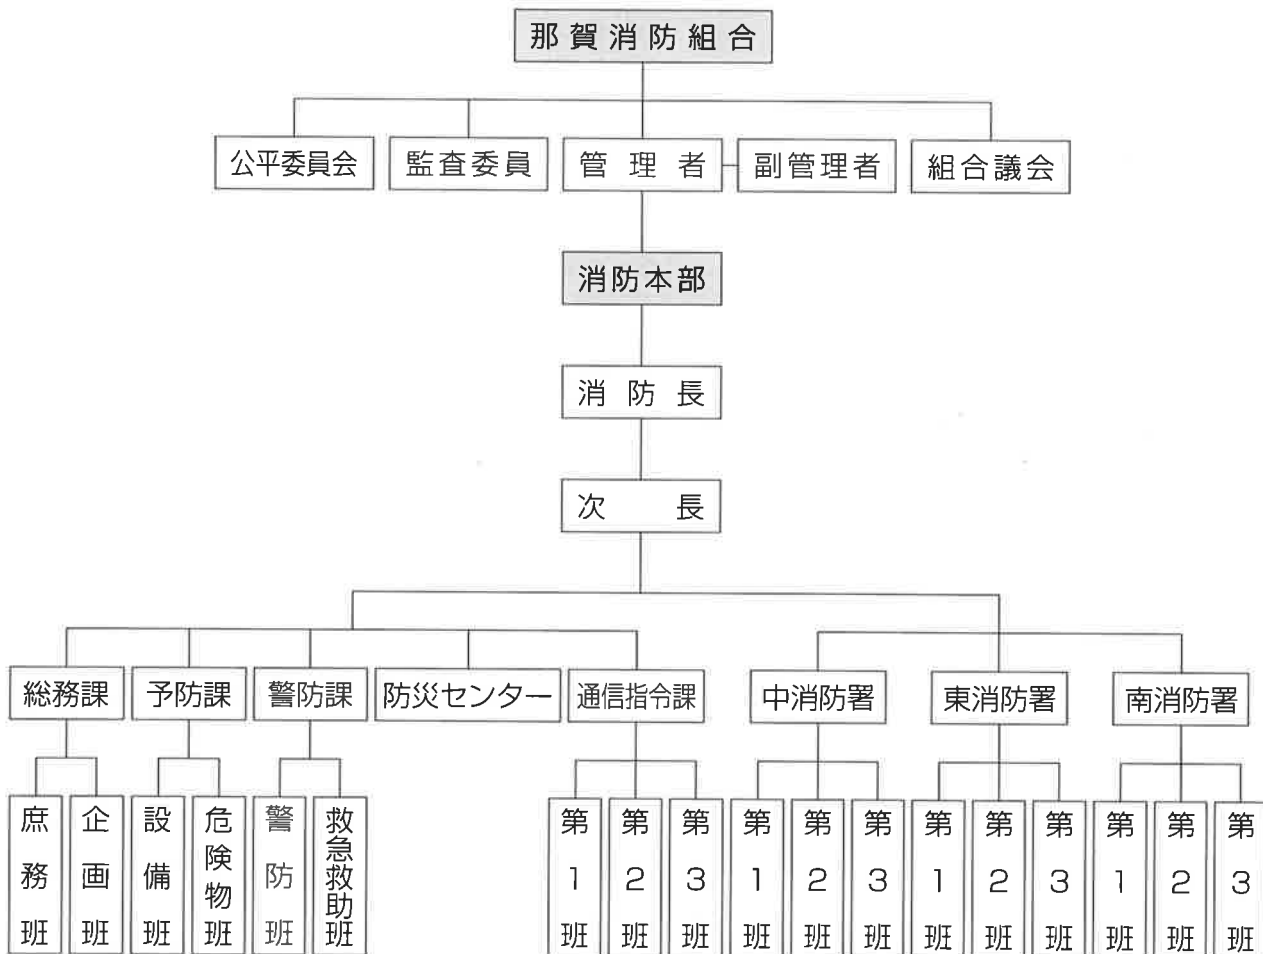 那賀消防組合
公平委員会
監査委員
管理者
副管理者
組合議会
消防本部
消防長
次長
総務課
予防課
警防課
防災センター
通信指令課
中消防署
東消防署
南消防署
庶務班
企画班
設備班
危険物班
警防班
救急救助班
第1班
第2班
第3班
第1班
第2班
第3班
第1班
第2班
第3班
第1班
第2班
第3班